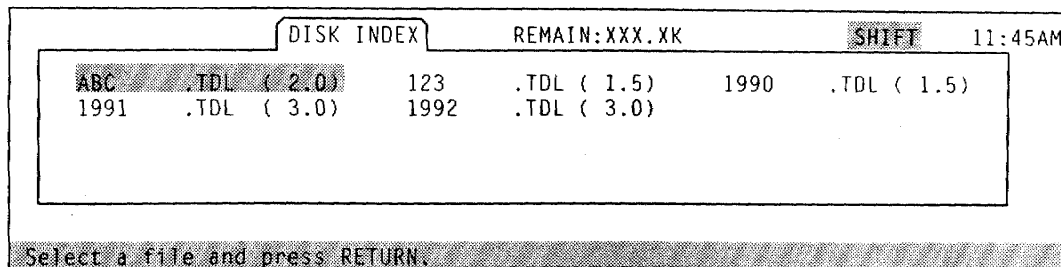 DISK INDEX REMAIN:XXX.XK SHIFT 11:45AM
ABC .TDL ( 2.0) 123 .TDL ( 1.5) 1990 .TDL ( 1.5)
1991 .TDL ( 3.0) 1992 .TDL ( 3.0)
Select a file and press RETURN.